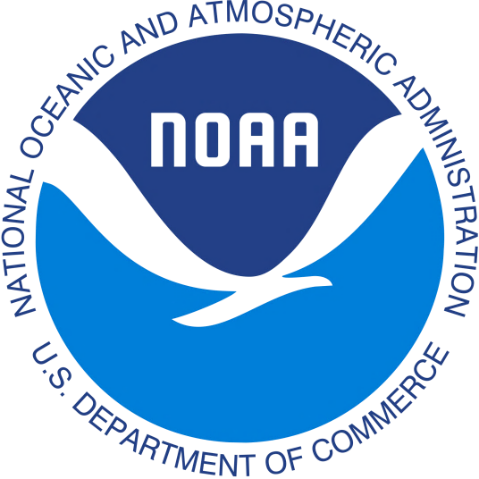 NATIONAL OCEANIC AND ATMOSPHERIC ADMINISTRATION
NOAA
U.S. DEPARTMENT OF COMMERCE